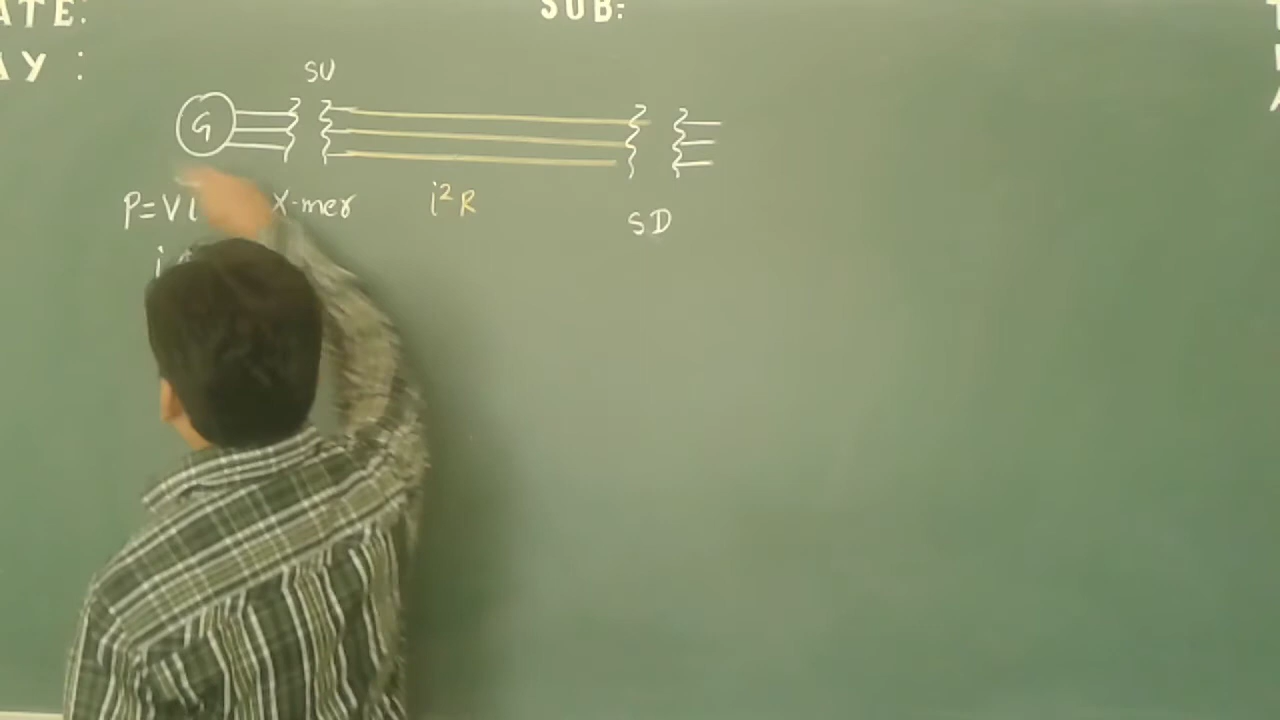 ATE:
SUB:
AY :
SU
G
P=Vi
X-mer
i²R
SD
i